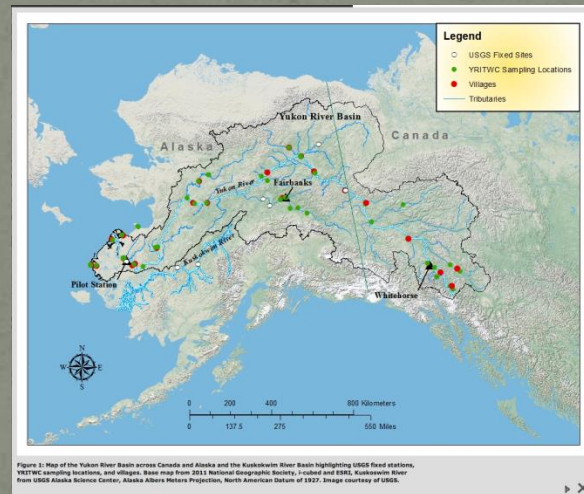 Legend
USGS Fixed Sites
YRITWC Sampling Locations
Villages
Tributaries
Yukon River Basin
Canada
Alaska
Yukon River
Fairbanks
Kuskokwim River
Pilot Station
Whitehorse
N
W
E
S
0 200 400 800 Kilometers
0 137.5 275 550 Miles
Figure 1: Map of the Yukon River Basin across Canada and Alaska and the Kuskokwim River Basin highlighting USGS fixed stations,
YRITWC sampling locations, and villages. Base map from 2011 National Geographic Society, i-cubed and ESRI, Kuskoswim River
from USGS Alaska Science Center, Alaska Albers Meters Projection, North American Datum of 1927. Image courtesy of USGS.